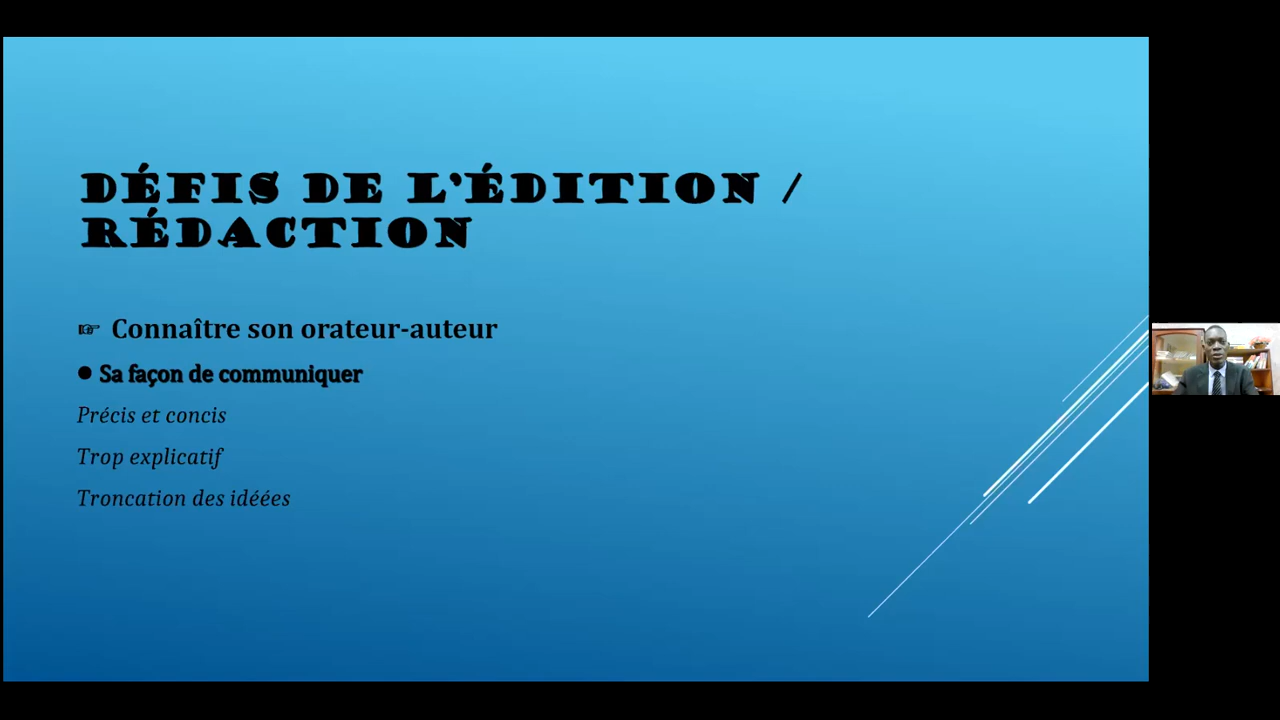 DÉFIS DE L'ÉDITION /
RÉDACTION
☞ Connaître son orateur-auteur
● Sa façon de communiquer
Précis et concis
Trop explicatif
Troncation des idéées